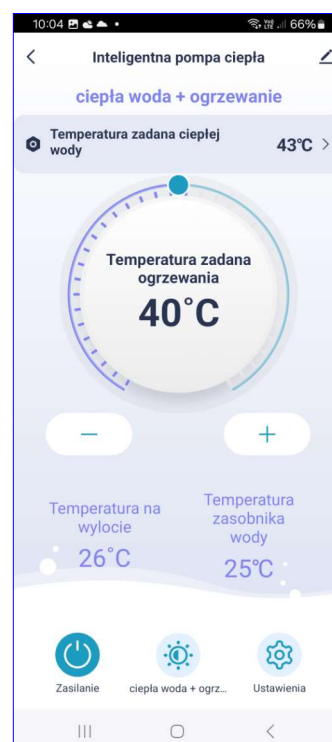 10:04
66%
Inteligentna pompa ciepła
ciepła woda + ogrzewanie
Temperatura zadana ciepłej
wody
43°C
Temperatura zadana
ogrzewania
40°C
Temperatura na
wylocie
26°C
Temperatura
zasobnika
wody
25°C
Zasilanie
ciepła woda + ogrz...
Ustawienia